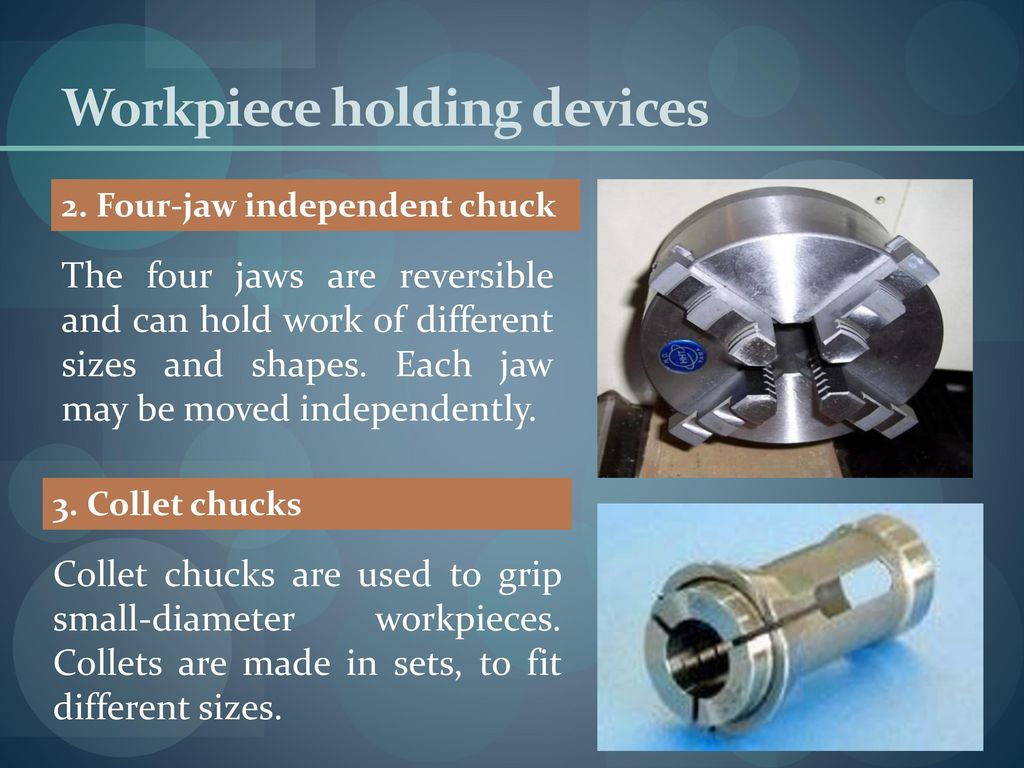 Workpiece holding devices
2. Four-jaw independent chuck
The four jaws are reversible
and can hold work of different
sizes and shapes. Each jaw
may be moved independently.
3. Collet chucks
Collet chucks are used to grip
small-diameter workpieces.
Collets are made in sets, to fit
different sizes.